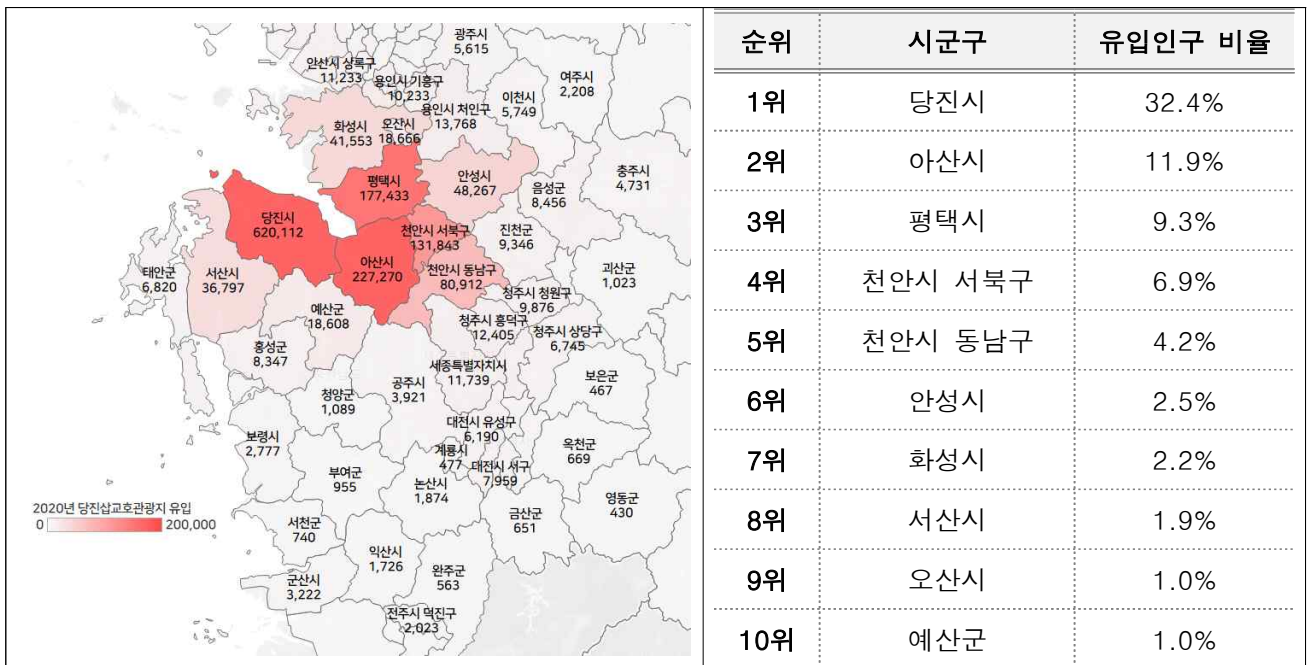 광주시
5,615
안산시 상록구
11,233
용인시 기흥구
10,233
여주시
2,208
이천시
5,749
용인시 처인구
13,768
화성시
41,553
오산시
18,666
충주시
4,731
평택시
177,433
안성시
48,267
음성군
8,456
당진시
620,112
천안시 서북구
131,843
진천군
9,346
아산시
227,270
태안군
6,820
서산시
36,797
천안시 동남구
80,912
괴산군
1,023
청주시 청원구
9,876
예산군
18,608
청주시 흥덕구
12,405
청주시 상당구
6,745
홍성군
8,347
세종특별자치시
11,739
보은군
467
공주시
3,921
청양군
1,089
대전시 유성구
6,190
보령시
2,777
계룡시
477
옥천군
669
대전시 서구
7,959
부여군
955
논산시
1,874
영동군
430
2020년 당진삽교호관광지 유입
0 200,000
서천군
740
금산군
651
익산시
1,726
완주군
563
군산시
3,222
전주시 덕진구
2,023
순위 시군구 유입인구 비율
1위 당진시 32.4%
2위 아산시 11.9%
3위 평택시 9.3%
4위 천안시 서북구 6.9%
5위 천안시 동남구 4.2%
6위 안성시 2.5%
7위 화성시 2.2%
8위 서산시 1.9%
9위 오산시 1.0%
10위 예산군 1.0%